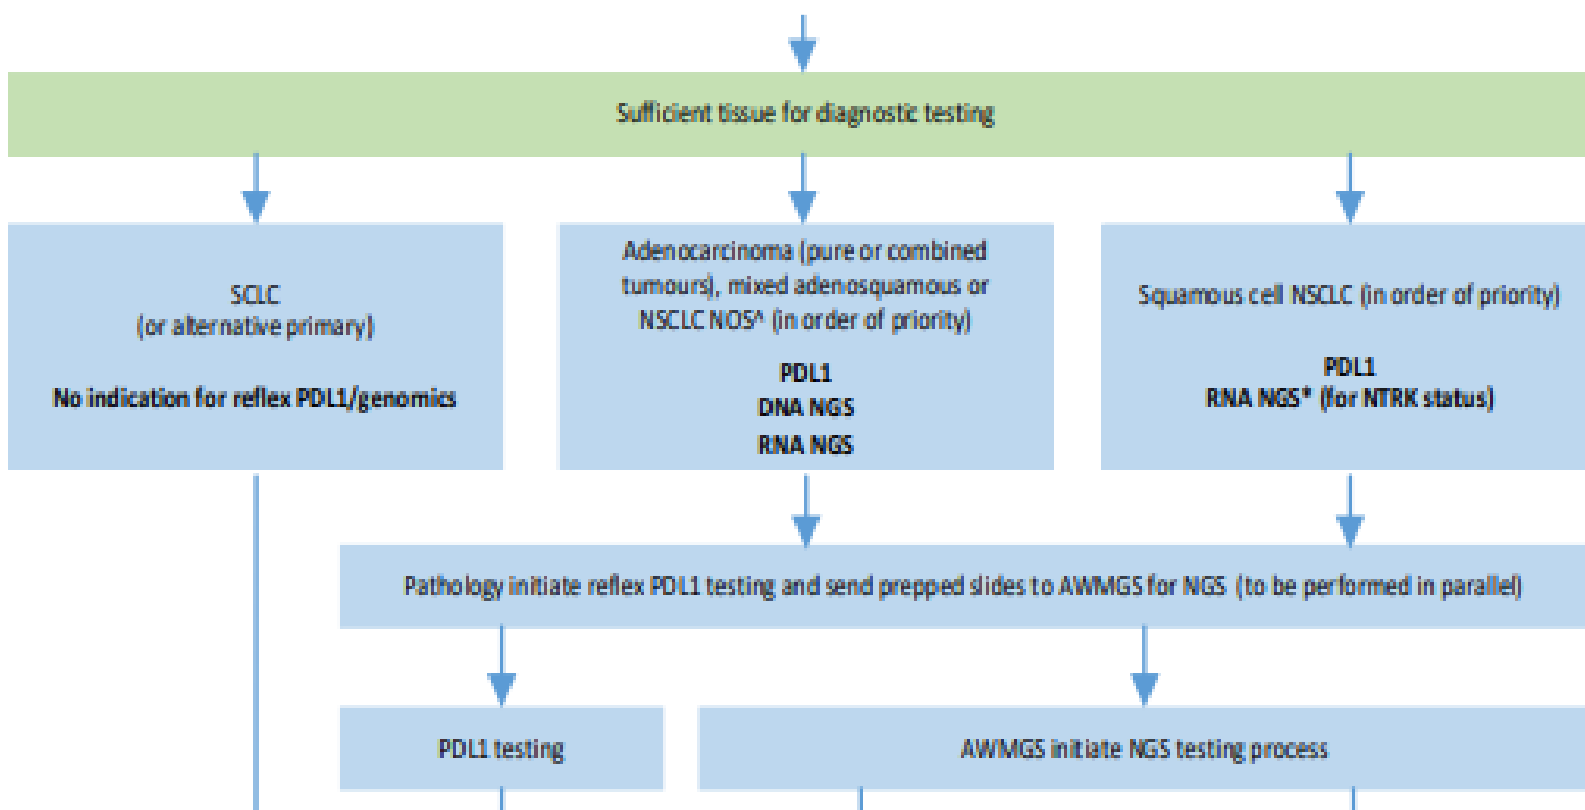 Sufficient tissue for diagnostic testing
SCLC
(or alternative primary)
No indication for reflex PDL1/genomics
Adenocarcinoma (pure or combined
tumours), mixed adenosquamous or
NSCLC NOS^ (in order of priority)
PDL1
DNA NGS
RNA NGS
Squamous cell NSCLC (in order of priority)
PDL1
RNA NGS* (for NTRK status)
Pathology initiate reflex PDL1 testing and send prepped slides to AWMGS for NGS (to be performed in parallel)
PDL1 testing
AWMGS initiate NGS testing process